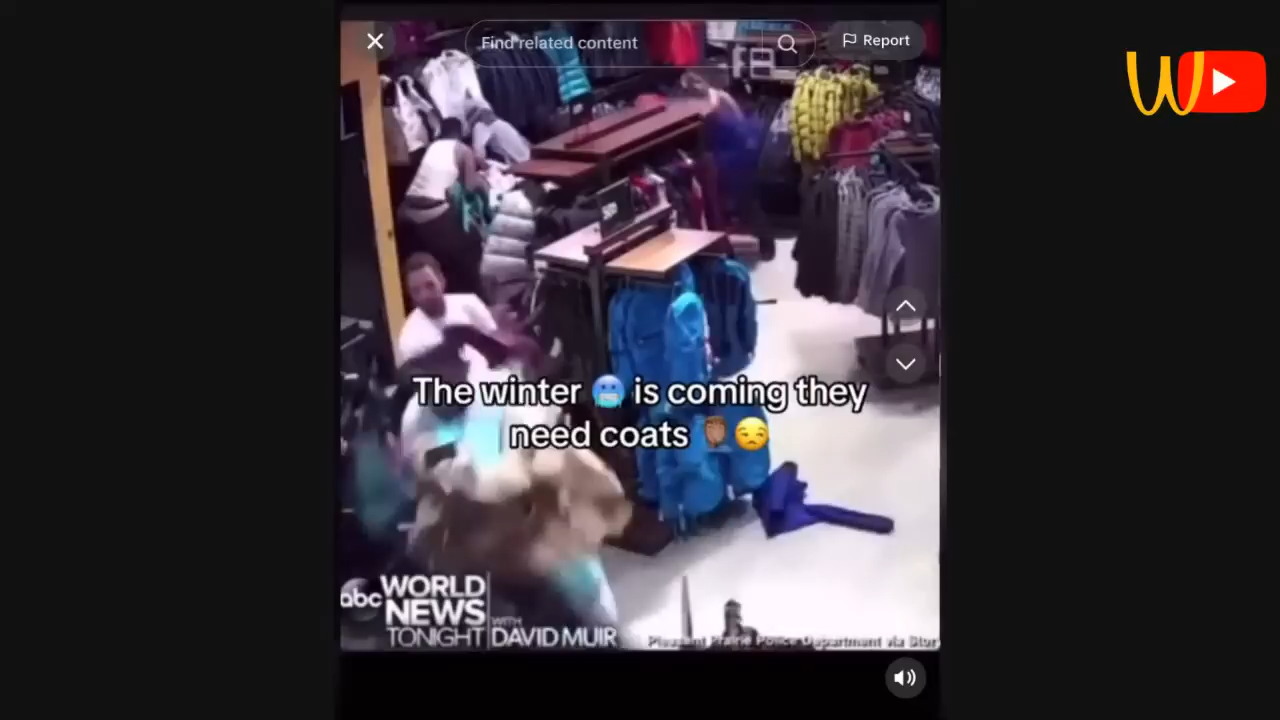 Find related content
Report
W
The winter 🥶 is coming they
need coats 🤦🏾‍♀️😒
abc WORLD
NEWS
TONIGHT WITH DAVID MUIR
Pleasant Prairie Police Department via Stor